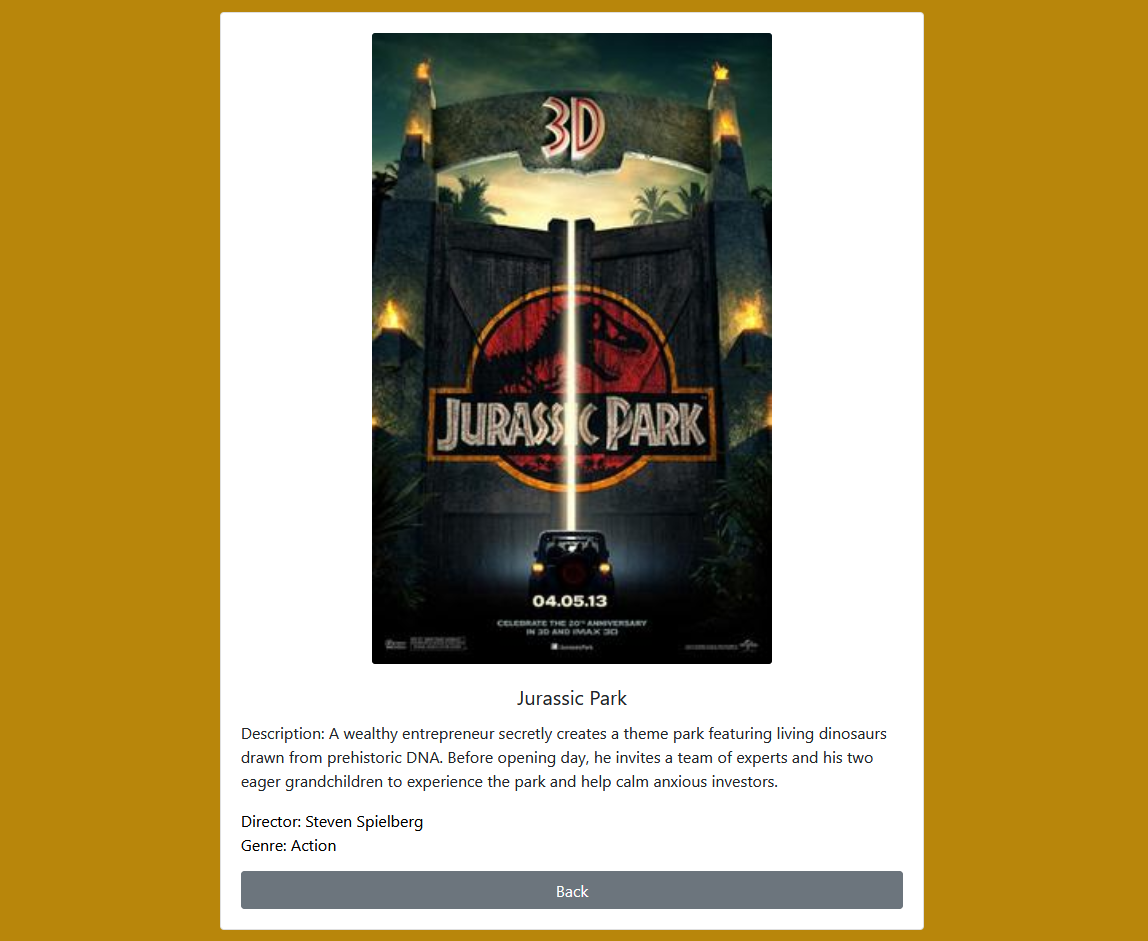 3D
JURASSIC PARK
04.05.13
CELEBRATE THE 20TH ANNIVERSARY
IN 3D AND IMAX 3D
Jurassic Park
Description: A wealthy entrepreneur secretly creates a theme park featuring living dinosaurs
drawn from prehistoric DNA. Before opening day, he invites a team of experts and his two
eager grandchildren to experience the park and help calm anxious investors.
Director: Steven Spielberg
Genre: Action
Back